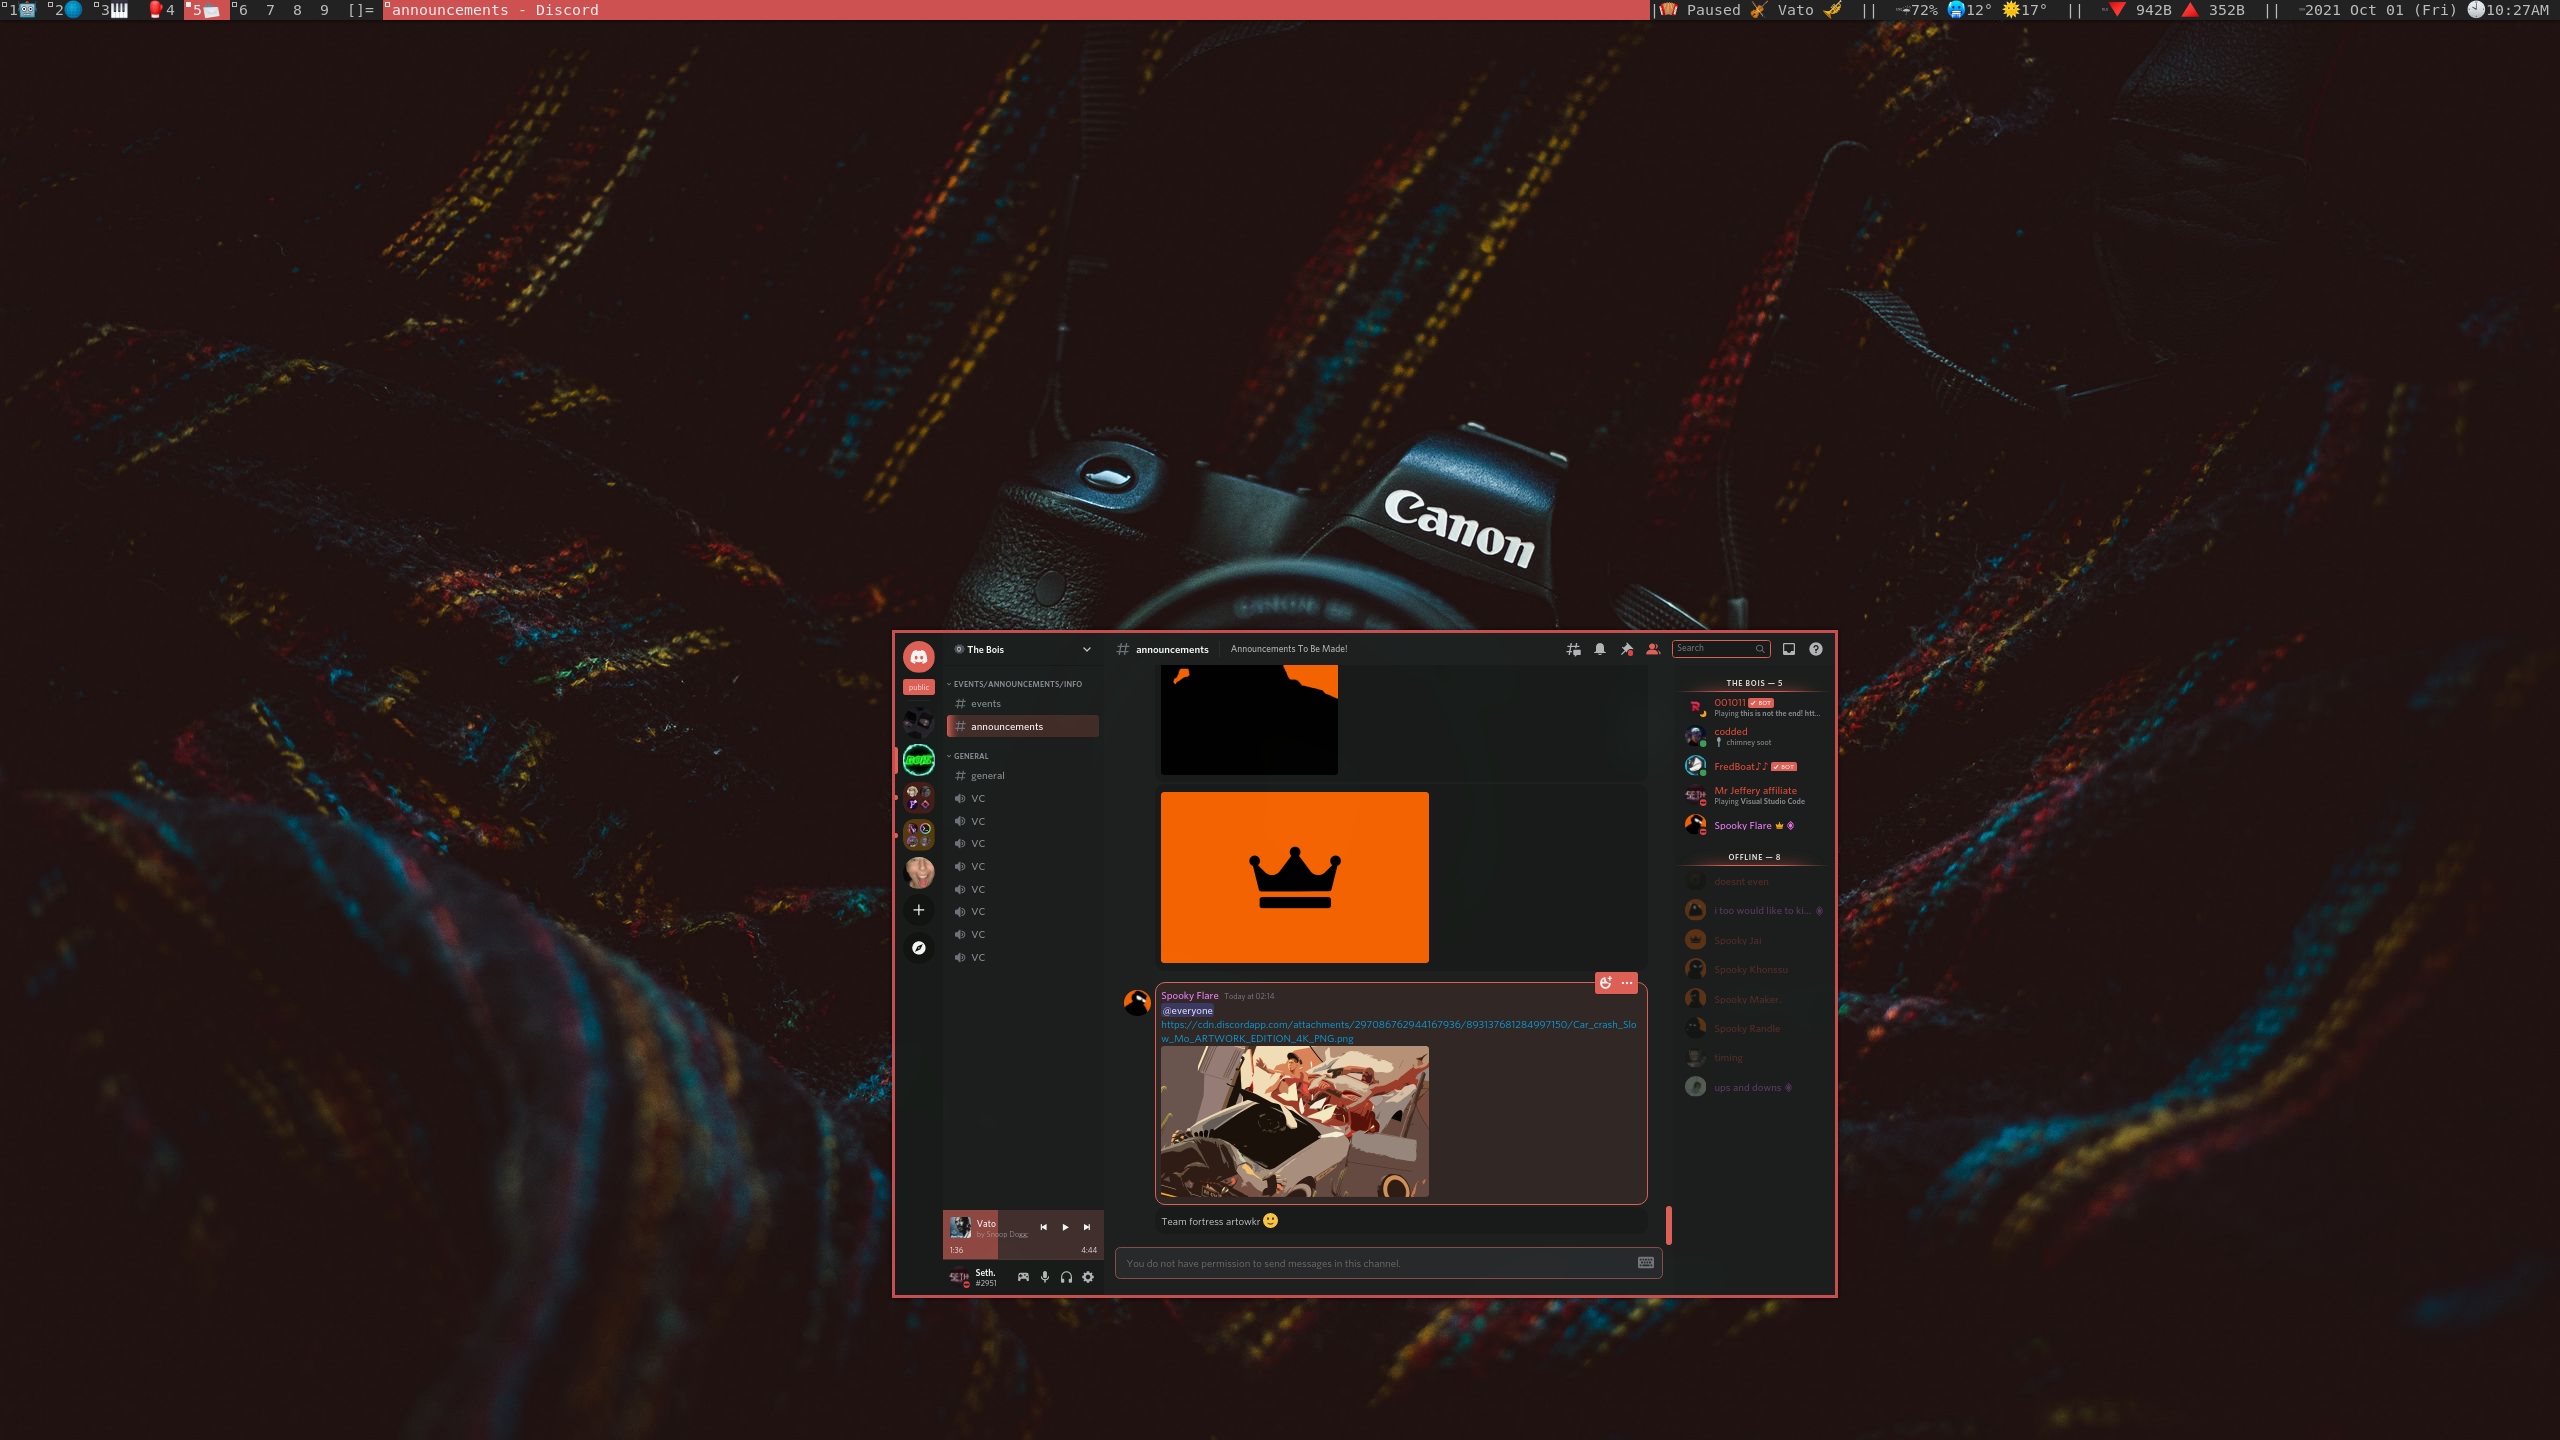 1 2 3 4 5 6 7 8 9 []= announcements - Discord
Paused Vato || 72% 12° 17° || 942B 352B || 2021 Oct 01 (Fri) 10:27AM
Canon
The Bois
announcements
Announcements To Be Made!
Search
public
EVENTS/ANNOUNCEMENTS/INFO
events
announcements
GENERAL
general
VC
VC
VC
VC
VC
VC
VC
VC
Vato
by Snoop Dogg
1:36
4:44
Seth.
#2951
Spooky Flare Today at 02:14
@everyone
https://cdn.discordapp.com/attachments/297086762944167936/893137681284997150/Car_crash_Slo
w_Mo_ARTWORK_EDITION_4K_PNG.png
Team fortress artowkr
You do not have permission to send messages in this channel.
THE BOIS — 5
001011 BOT
Playing this is not the end! htt...
codded
chimney soot
FredBoat♪♪ BOT
Mr Jeffery affiliate
Playing Visual Studio Code
Spooky Flare
OFFLINE — 8
doesnt even
i too would like to ki...
Spooky Jai
Spooky Khonssu
Spooky Maker.
Spooky Randle
timing
ups and downs